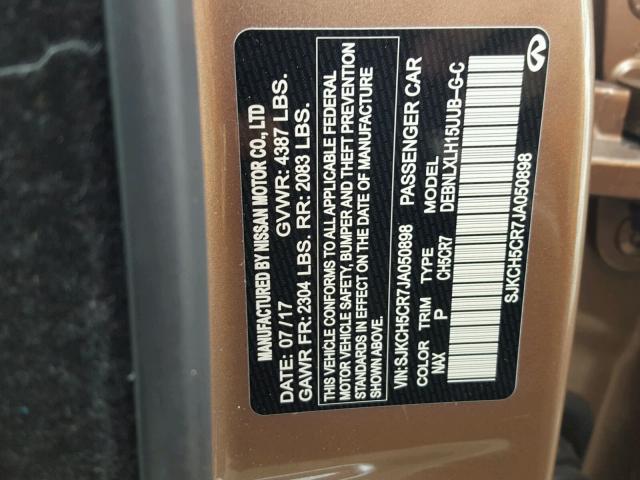 MANUFACTURED BY NISSAN MOTOR CO., LTD
DATE: 07/17 GVWR: 4387 LBS.
GAWR FR: 2304 LBS. RR: 2083 LBS.
THIS VEHICLE CONFORMS TO ALL APPLICABLE FEDERAL
MOTOR VEHICLE SAFETY, BUMPER AND THEFT PREVENTION
STANDARDS IN EFFECT ON THE DATE OF MANUFACTURE
SHOWN ABOVE.
VIN:SJKCH5CR7JA050898 PASSENGER CAR
COLOR TRIM TYPE MODEL
NAX P CH5CR7 DEBNLXLH15UUB-G-C
SJKCH5CR7JA050898